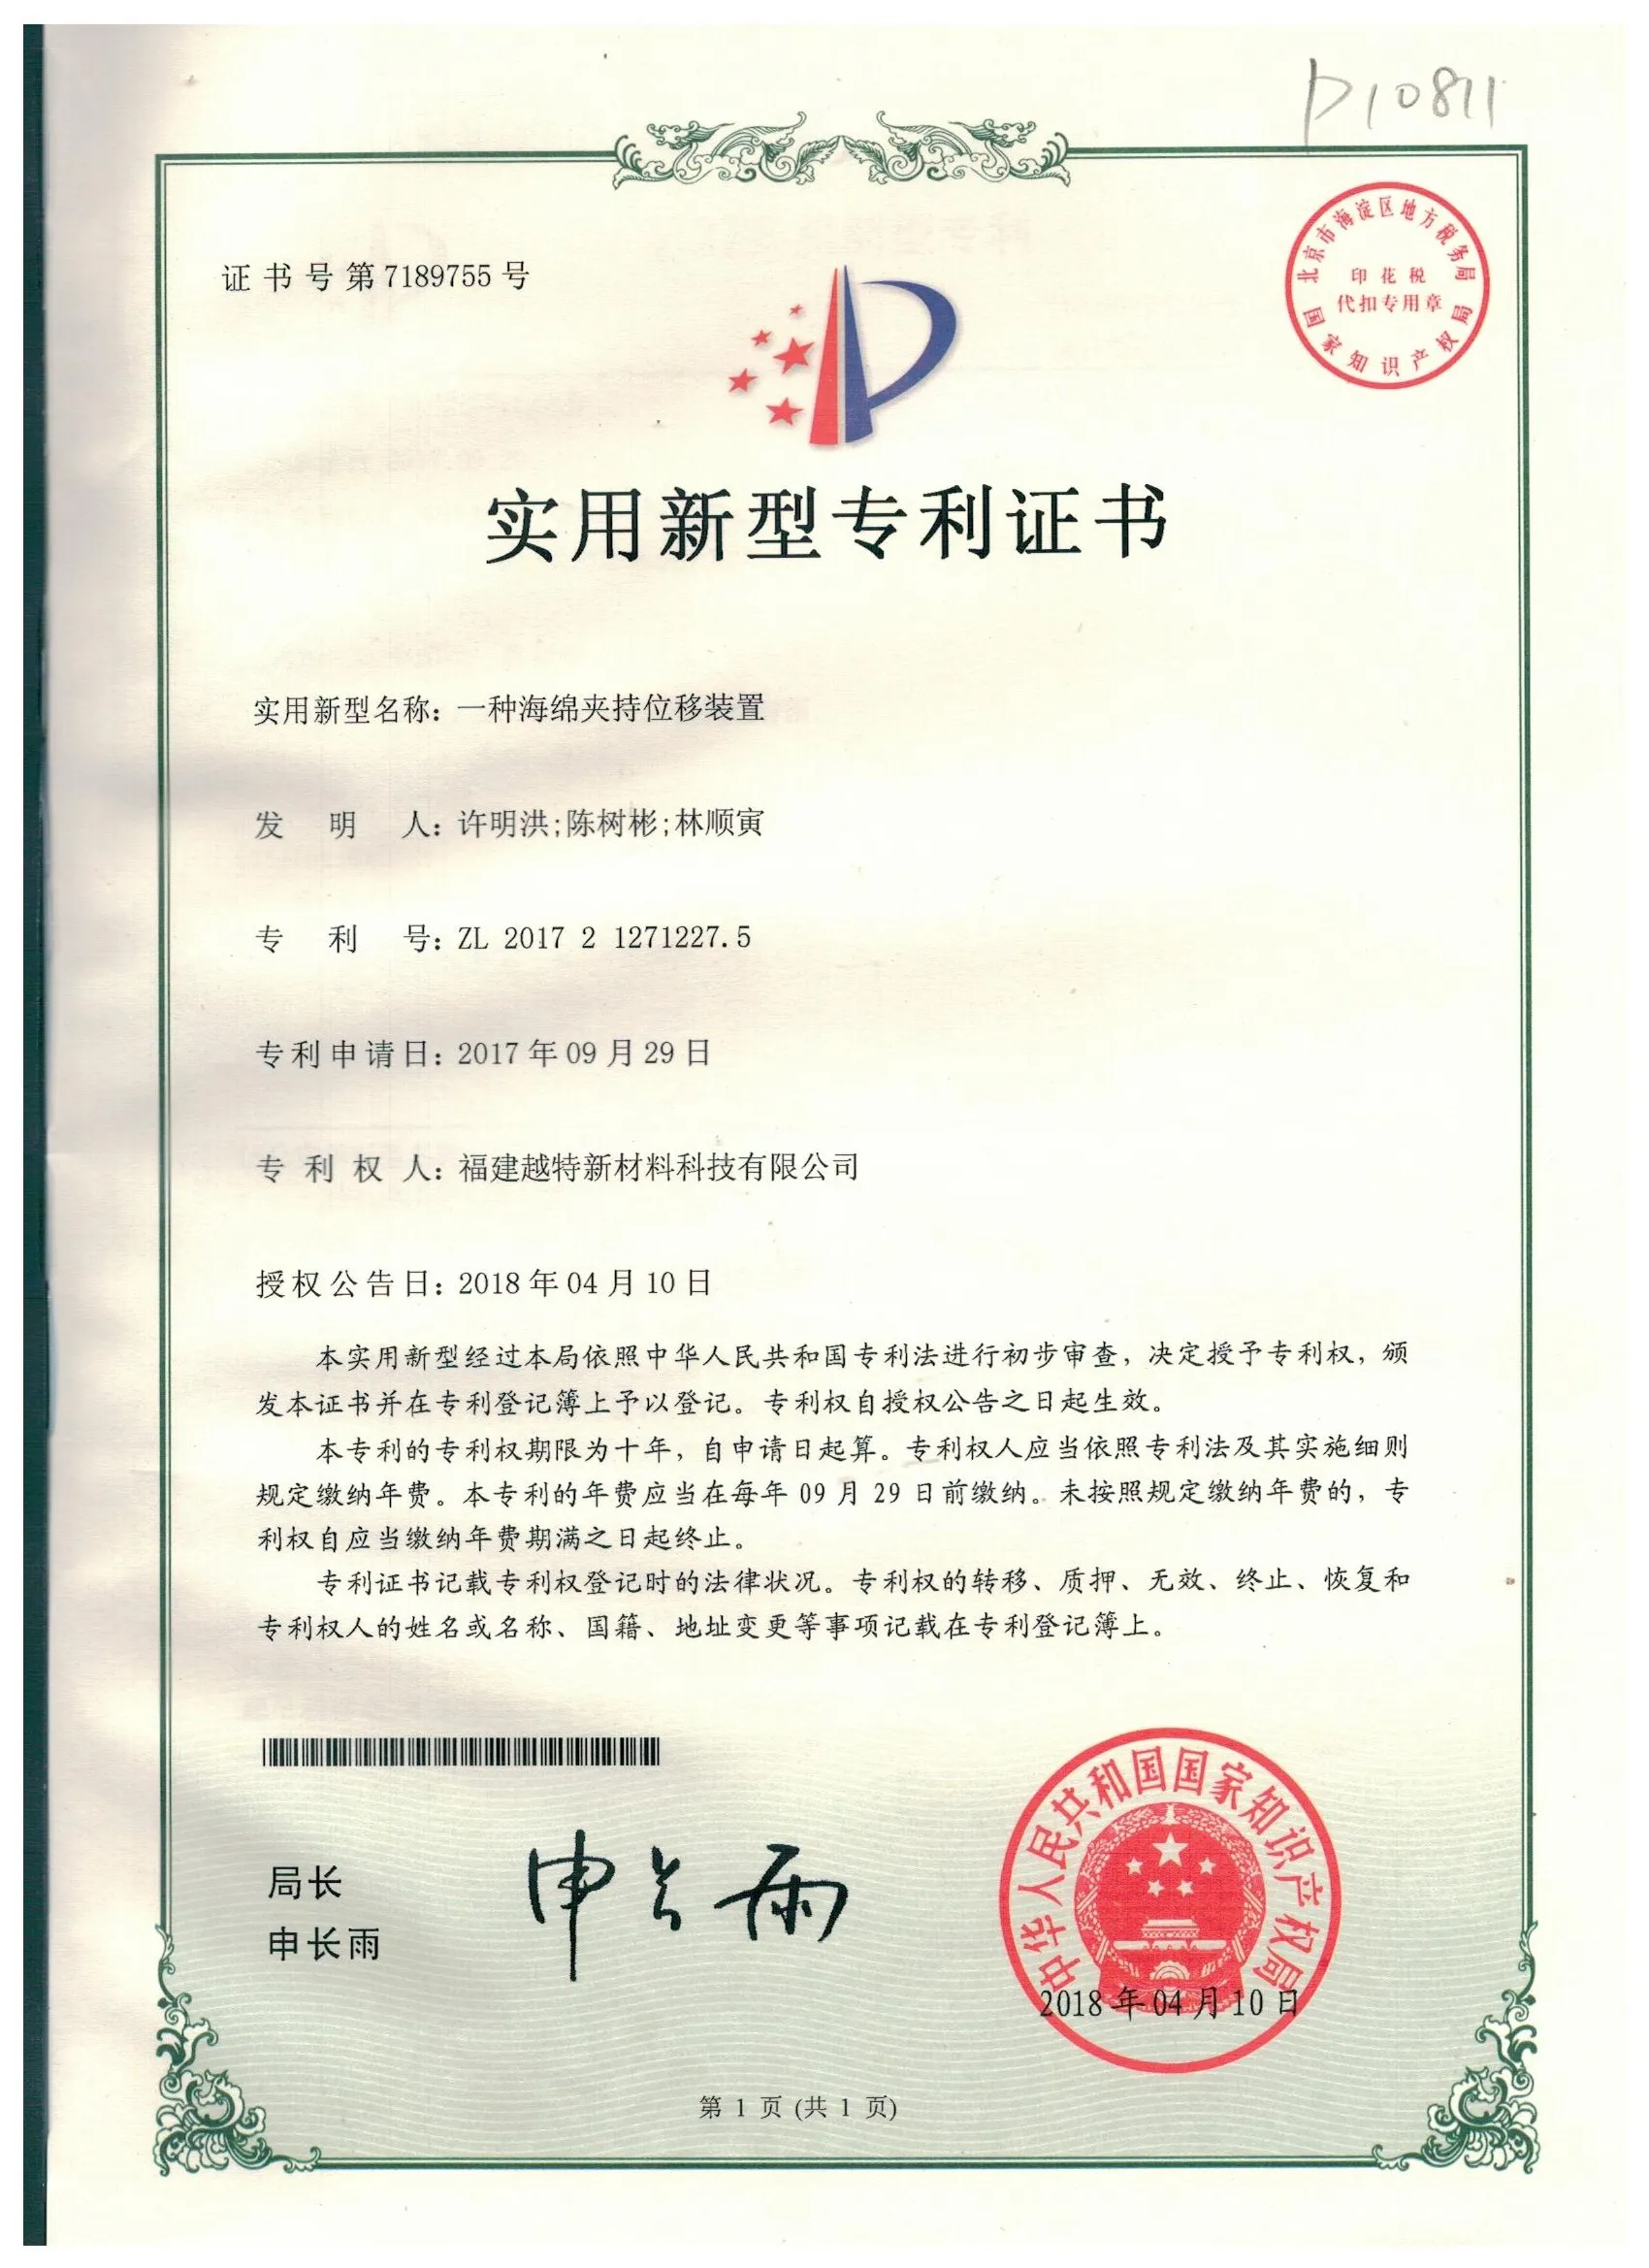 D10811
北京市海淀区地方税务局
印花税
代扣专用章
国家知识产权局
证书号第7189755号
实用新型专利证书
实用新型名称：一种海绵夹持位移装置
发明人：许明洪;陈树彬;林顺寅
专利号：ZL 2017 2 1271227.5
专利申请日：2017年09月29日
专利权人：福建越特新材料科技有限公司
授权公告日：2018年04月10日
本实用新型经过本局依照中华人民共和国专利法进行初步审查，决定授予专利权，颁
发本证书并在专利登记簿上予以登记。专利权自授权公告之日起生效。
本专利的专利权期限为十年，自申请日起算。专利权人应当依照专利法及其实施细则
规定缴纳年费。本专利的年费应当在每年09月29日前缴纳。未按照规定缴纳年费的，专
利权自应当缴纳年费期满之日起终止。
专利证书记载专利权登记时的法律状况。专利权的转移、质押、无效、终止、恢复和
专利权人的姓名或名称、国籍、地址变更等事项记载在专利登记簿上。
局长
申长雨
申长雨
中华人民共和国国家知识产权局
2018年04月10日
第 1 页 (共 1 页)